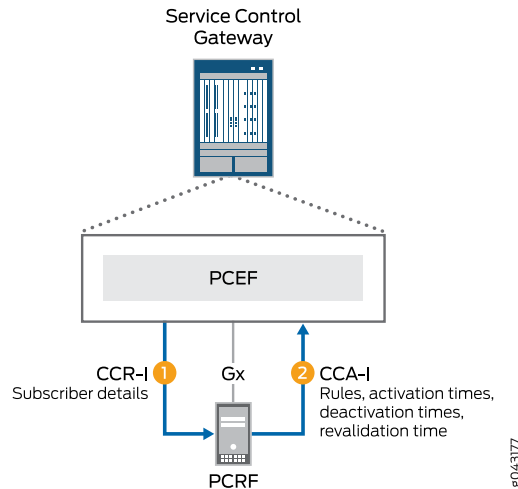 Service Control
Gateway
PCEF
CCR-I 1
Subscriber details
Gx
2 CCA-I
Rules, activation times,
deactivation times,
revalidation time
PCRF
g043177